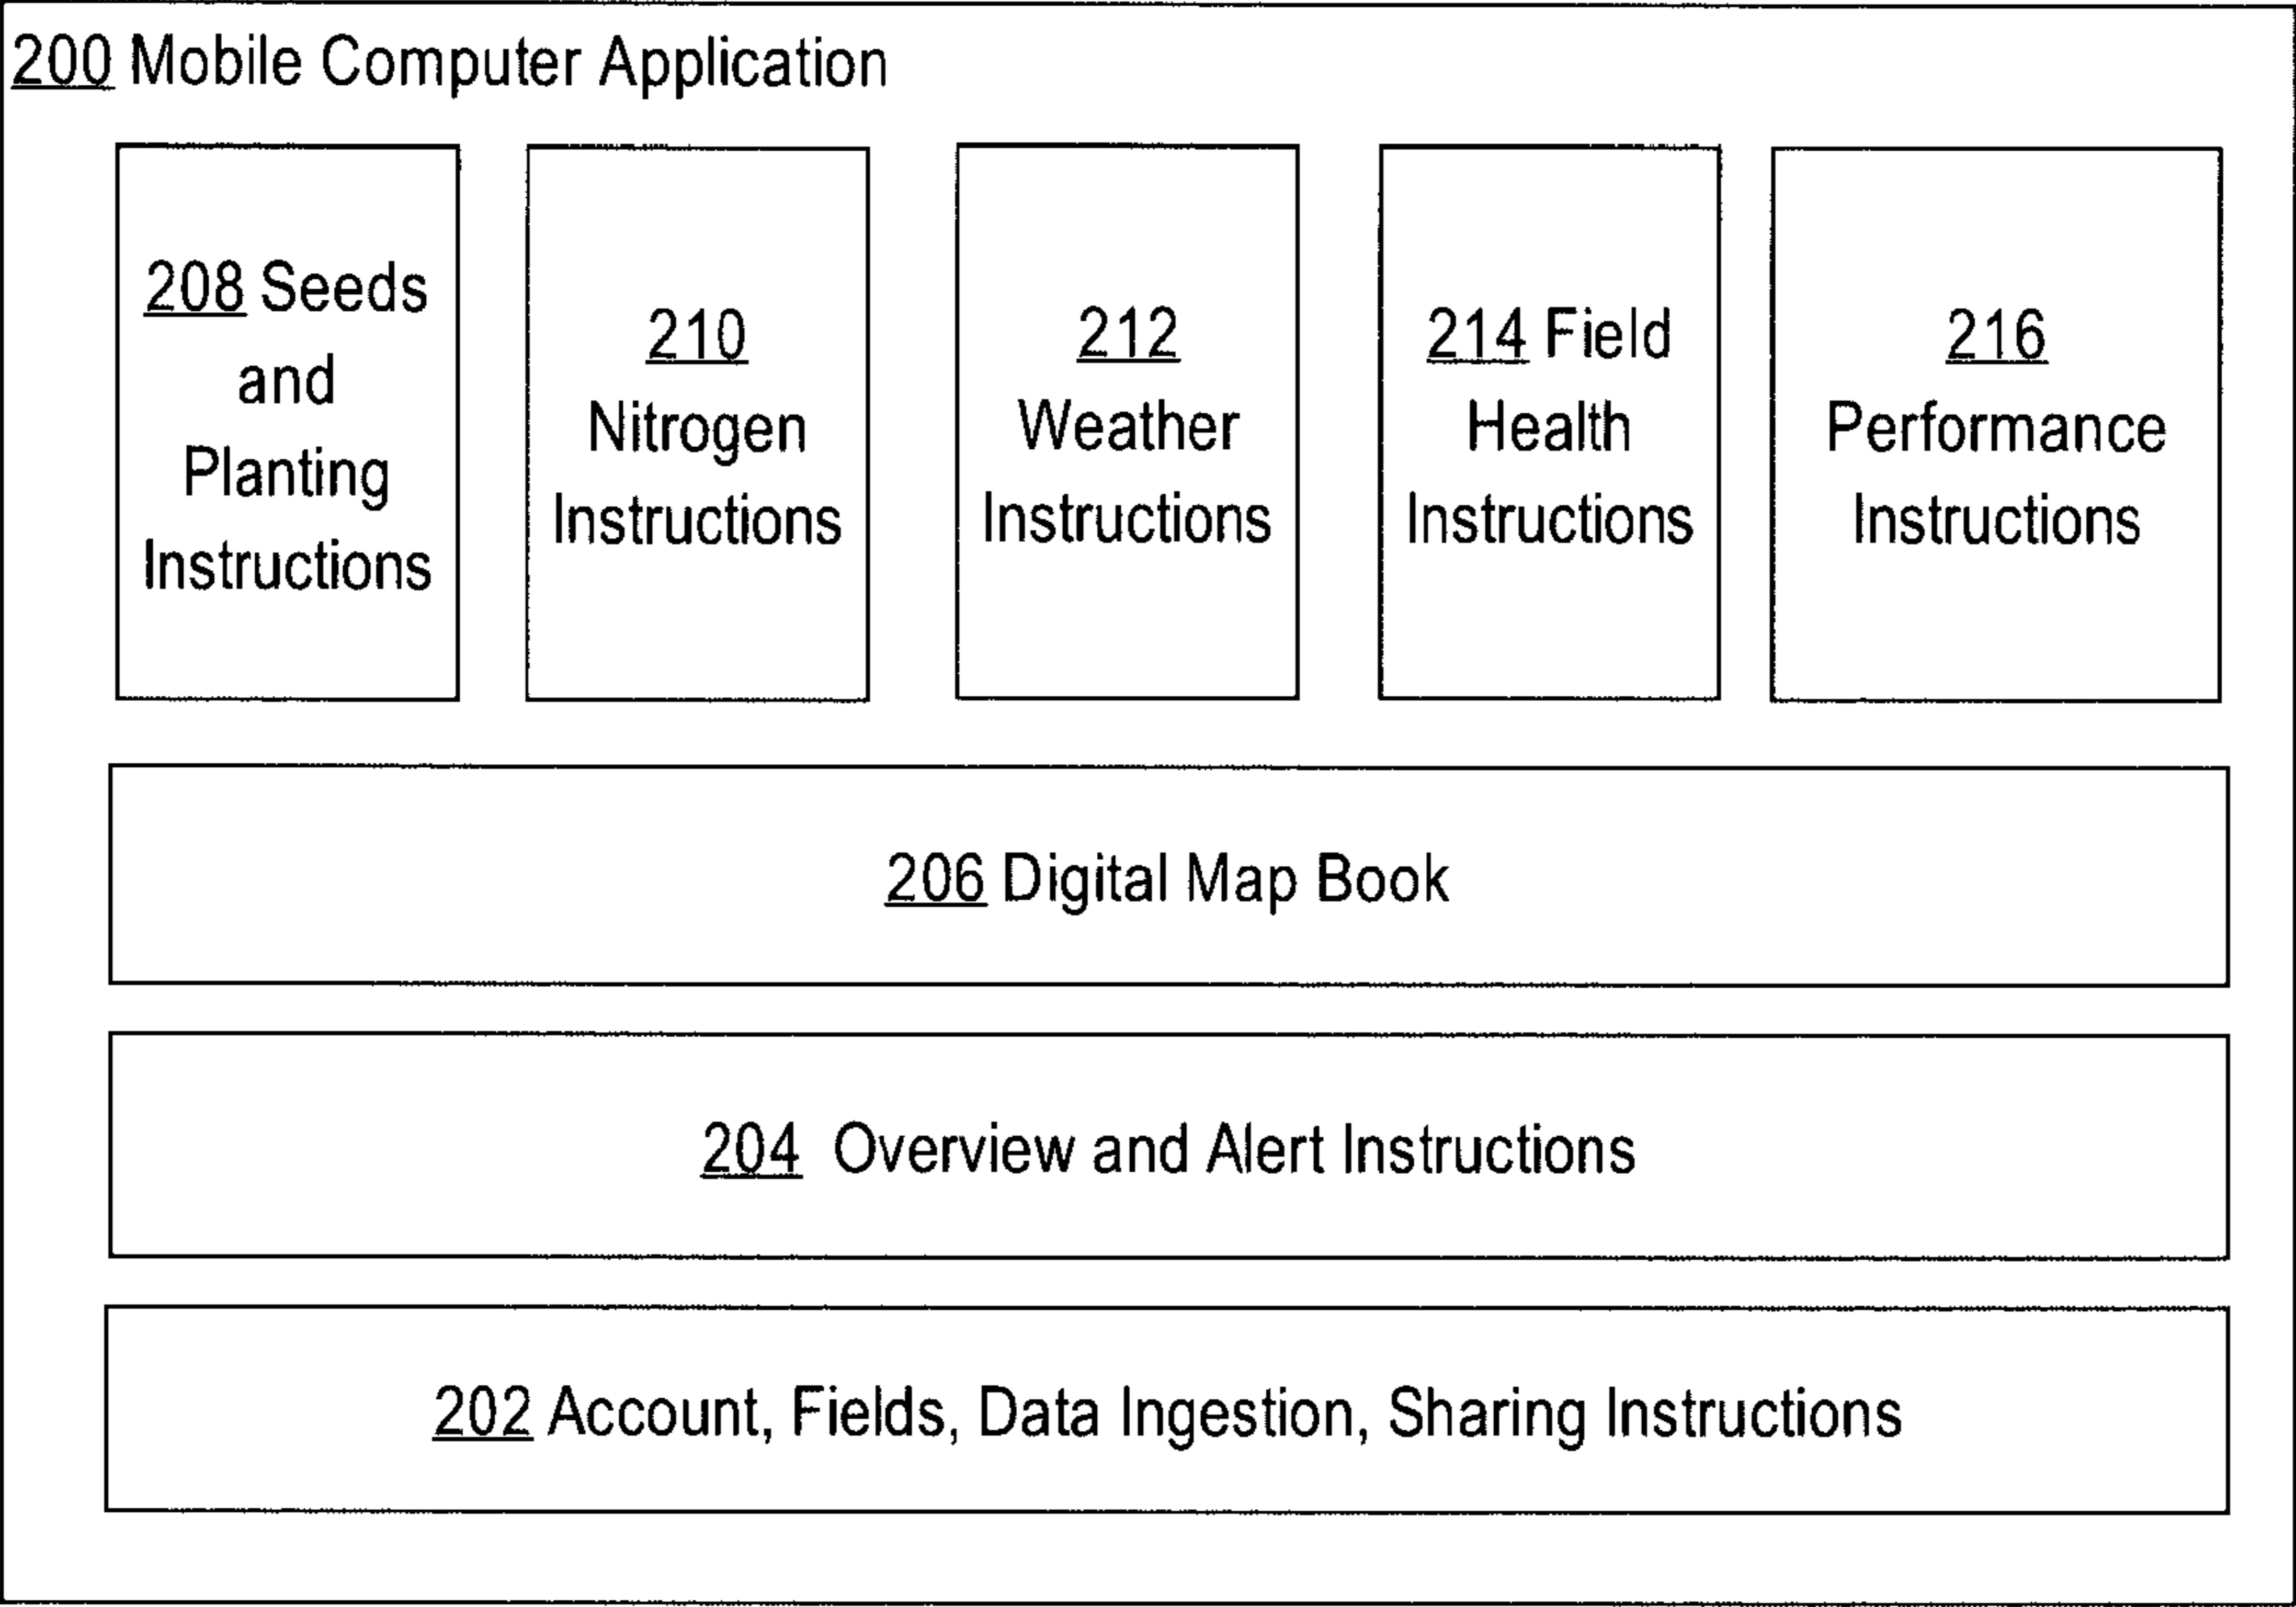 200 Mobile Computer Application
208 Seeds
and
Planting
Instructions
210
Nitrogen
Instructions
212
Weather
Instructions
214 Field
Health
Instructions
216
Performance
Instructions
206 Digital Map Book
204 Overview and Alert Instructions
202 Account, Fields, Data Ingestion, Sharing Instructions